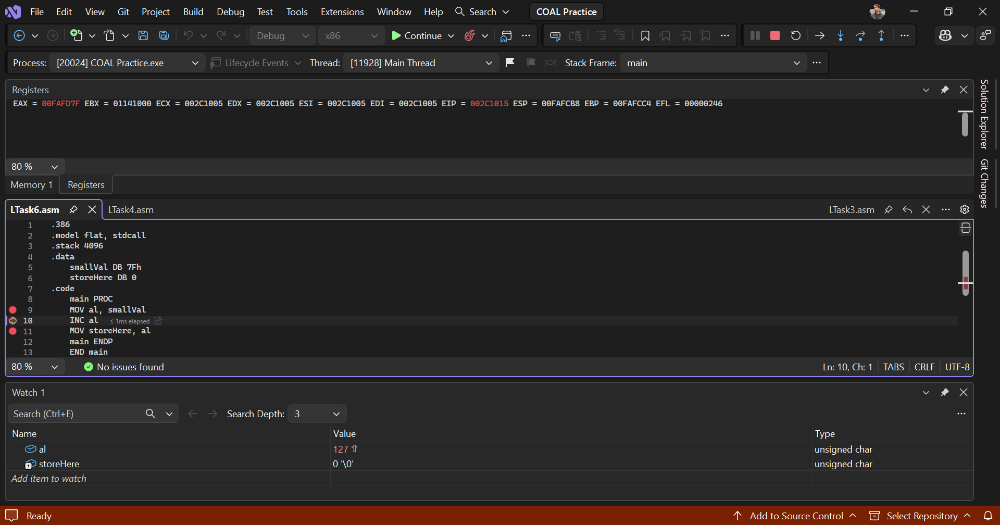 File Edit View Git Project Build Debug Test Tools Extensions Window Help Search COAL Practice
Debug x86 Continue
Process: [20024] COAL Practice.exe Lifecycle Events Thread: [11928] Main Thread Stack Frame: main
Registers
EAX = 00FAFD7F EBX = 01141000 ECX = 002C1005 EDX = 002C1005 ESI = 002C1005 EDI = 002C1005 EIP = 002C1015 ESP = 00FAFCB8 EBP = 00FAFCC4 EFL = 00000246
80 %
Memory 1 Registers
Solution Explorer
Git Changes
LTask6.asm LTask4.asm LTask3.asm
1 .386
2 .model flat, stdcall
3 .stack 4096
4 .data
5 smallVal DB 7Fh
6 storeHere DB 0
7 .code
8 main PROC
9 MOV al, smallVal
10 INC al ≤ 1ms elapsed
11 MOV storeHere, al
12 main ENDP
13 END main
80 % No issues found Ln: 10, Ch: 1 TABS CRLF UTF-8
Watch 1
Search (Ctrl+E) Search Depth: 3
Name Value Type
al 127 '▯' unsigned char
storeHere 0 '\0' unsigned char
Add item to watch
Ready Add to Source Control Select Repository